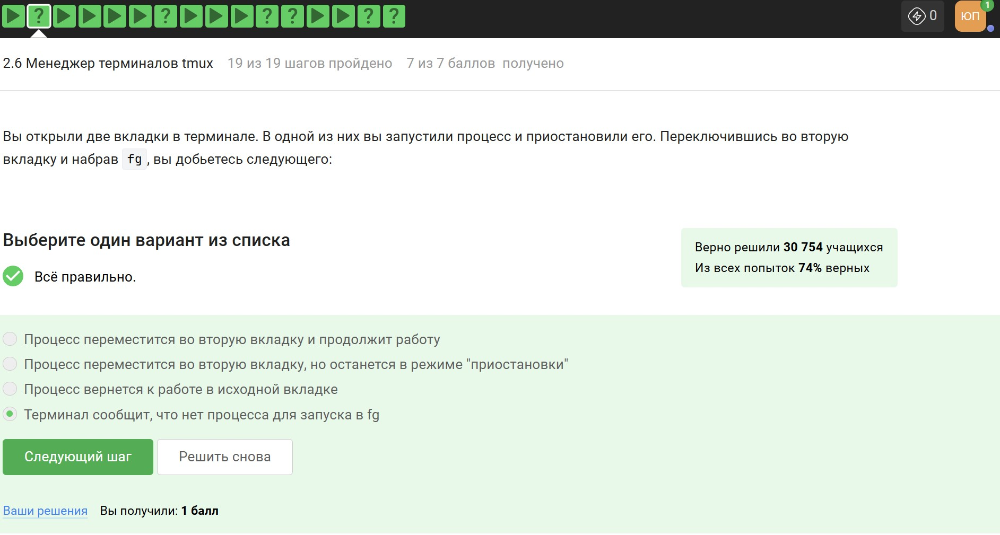 ? ? ? ? ? ?
0
ЮП
1
2.6 Менеджер терминалов tmux 19 из 19 шагов пройдено 7 из 7 баллов получено
Вы открыли две вкладки в терминале. В одной из них вы запустили процесс и приостановили его. Переключившись во вторую
вкладку и набрав fg, вы добьетесь следующего:
Выберите один вариант из списка
Всё правильно.
Верно решили 30 754 учащихся
Из всех попыток 74% верных
Процесс переместится во вторую вкладку и продолжит работу
Процесс переместится во вторую вкладку, но останется в режиме "приостановки"
Процесс вернется к работе в исходной вкладке
Терминал сообщит, что нет процесса для запуска в fg
Следующий шаг
Решить снова
Ваши решения Вы получили: 1 балл